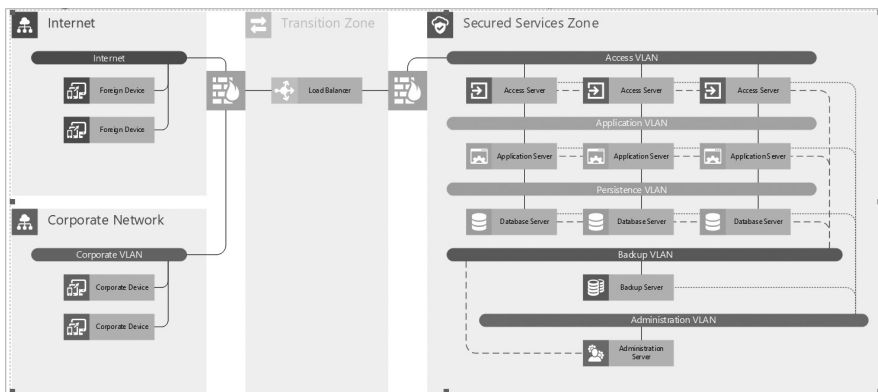 Internet
Transition Zone
Secured Services Zone
Internet
Access VLAN
Foreign Device
Load Balancer
Access Server
Access Server
Access Server
Foreign Device
Application VLAN
Application Server
Application Server
Application Server
Persistence VLAN
Corporate Network
Database Server
Database Server
Database Server
Corporate VLAN
Backup VLAN
Corporate Device
Backup Server
Corporate Device
Administration VLAN
Administration
Server